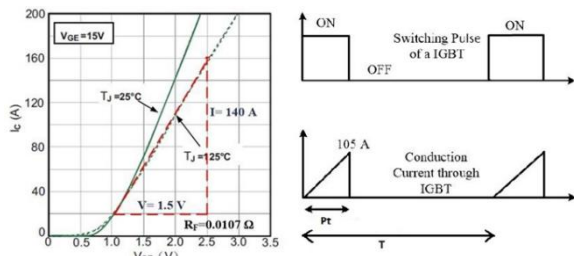 200
160
120
80
40
20
0
I_C (A)
V_GE =15V
T_J =25°C
I= 140 A
T_J =125°C
V= 1.5 V
R_F=0.0107 Ω
0 0.5 1.0 1.5 2.0 2.5 3.0 3.5
ON
Switching Pulse
of a IGBT
OFF
ON
105 A
Conduction
Current through
IGBT
Pt
T